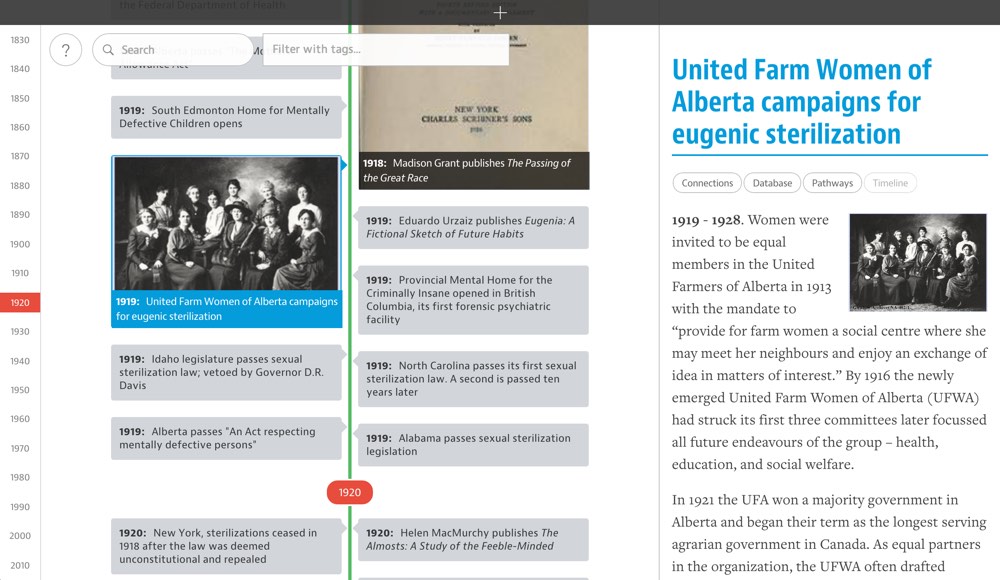 the Federal Department of Health
1830
1840
1850
1860
1870
1880
1890
1900
1910
1920
1930
1940
1950
1960
1970
1980
1990
2000
2010
?
Search
Filter with tags...
Allowance Act
1919: South Edmonton Home for Mentally
Defective Children opens
1919: United Farm Women of Alberta campaigns
for eugenic sterilization
1919: Idaho legislature passes sexual
sterilization law; vetoed by Governor D.R.
Davis
1919: Alberta passes "An Act respecting
mentally defective persons"
1920
1920: New York, sterilizations ceased in
1918 after the law was deemed
unconstitutional and repealed
NEW YORK
CHARLES SCRIBNER'S SONS
1918: Madison Grant publishes The Passing of
the Great Race
1919: Eduardo Urzaiz publishes Eugenia: A
Fictional Sketch of Future Habits
1919: Provincial Mental Home for the
Criminally Insane opened in British
Columbia, its first forensic psychiatric
facility
1919: North Carolina passes its first sexual
sterilization law. A second is passed ten
years later
1919: Alabama passes sexual sterilization
legislation
1920: Helen MacMurchy publishes The
Almosts: A Study of the Feeble-Minded
United Farm Women of
Alberta campaigns for
eugenic sterilization
Connections
Database
Pathways
Timeline
1919 - 1928. Women were
invited to be equal
members in the United
Farmers of Alberta in 1913
with the mandate to
“provide for farm women a social centre where she
may meet her neighbours and enjoy an exchange of
idea in matters of interest.” By 1916 the newly
emerged United Farm Women of Alberta (UFWA)
had struck its first three committees later focussed
all future endeavours of the group – health,
education, and social welfare.
In 1921 the UFA won a majority government in
Alberta and began their term as the longest serving
agrarian government in Canada. As equal partners
in the organization, the UFWA often drafted